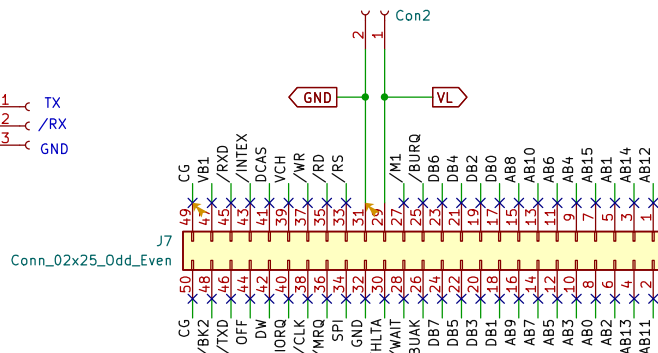 Con2
2 1
GND VL
1 TX
2 /RX
3 GND
CG VB1 /RXD /INTEX DCAS VCH /WR /RD /RS /M1 /BURQ DB6 DB4 DB2 DB0 AB8 AB10 AB6 AB4 AB15 AB1 AB14 AB12
49 47 45 43 41 39 37 35 33 31 29 27 25 23 21 19 17 15 13 11 9 7 5 3 1
J7
Conn_02x25_Odd_Even
50 48 46 44 42 40 38 36 34 32 30 28 26 24 22 20 18 16 14 12 10 8 6 4 2
CG /BK2 /TXD OFF DW IORQ /CLK /MRQ SPI GND HLTA /WAIT BUAK DB7 DB5 DB3 DB1 AB9 AB7 AB5 AB3 AB0 AB2 AB13 AB11